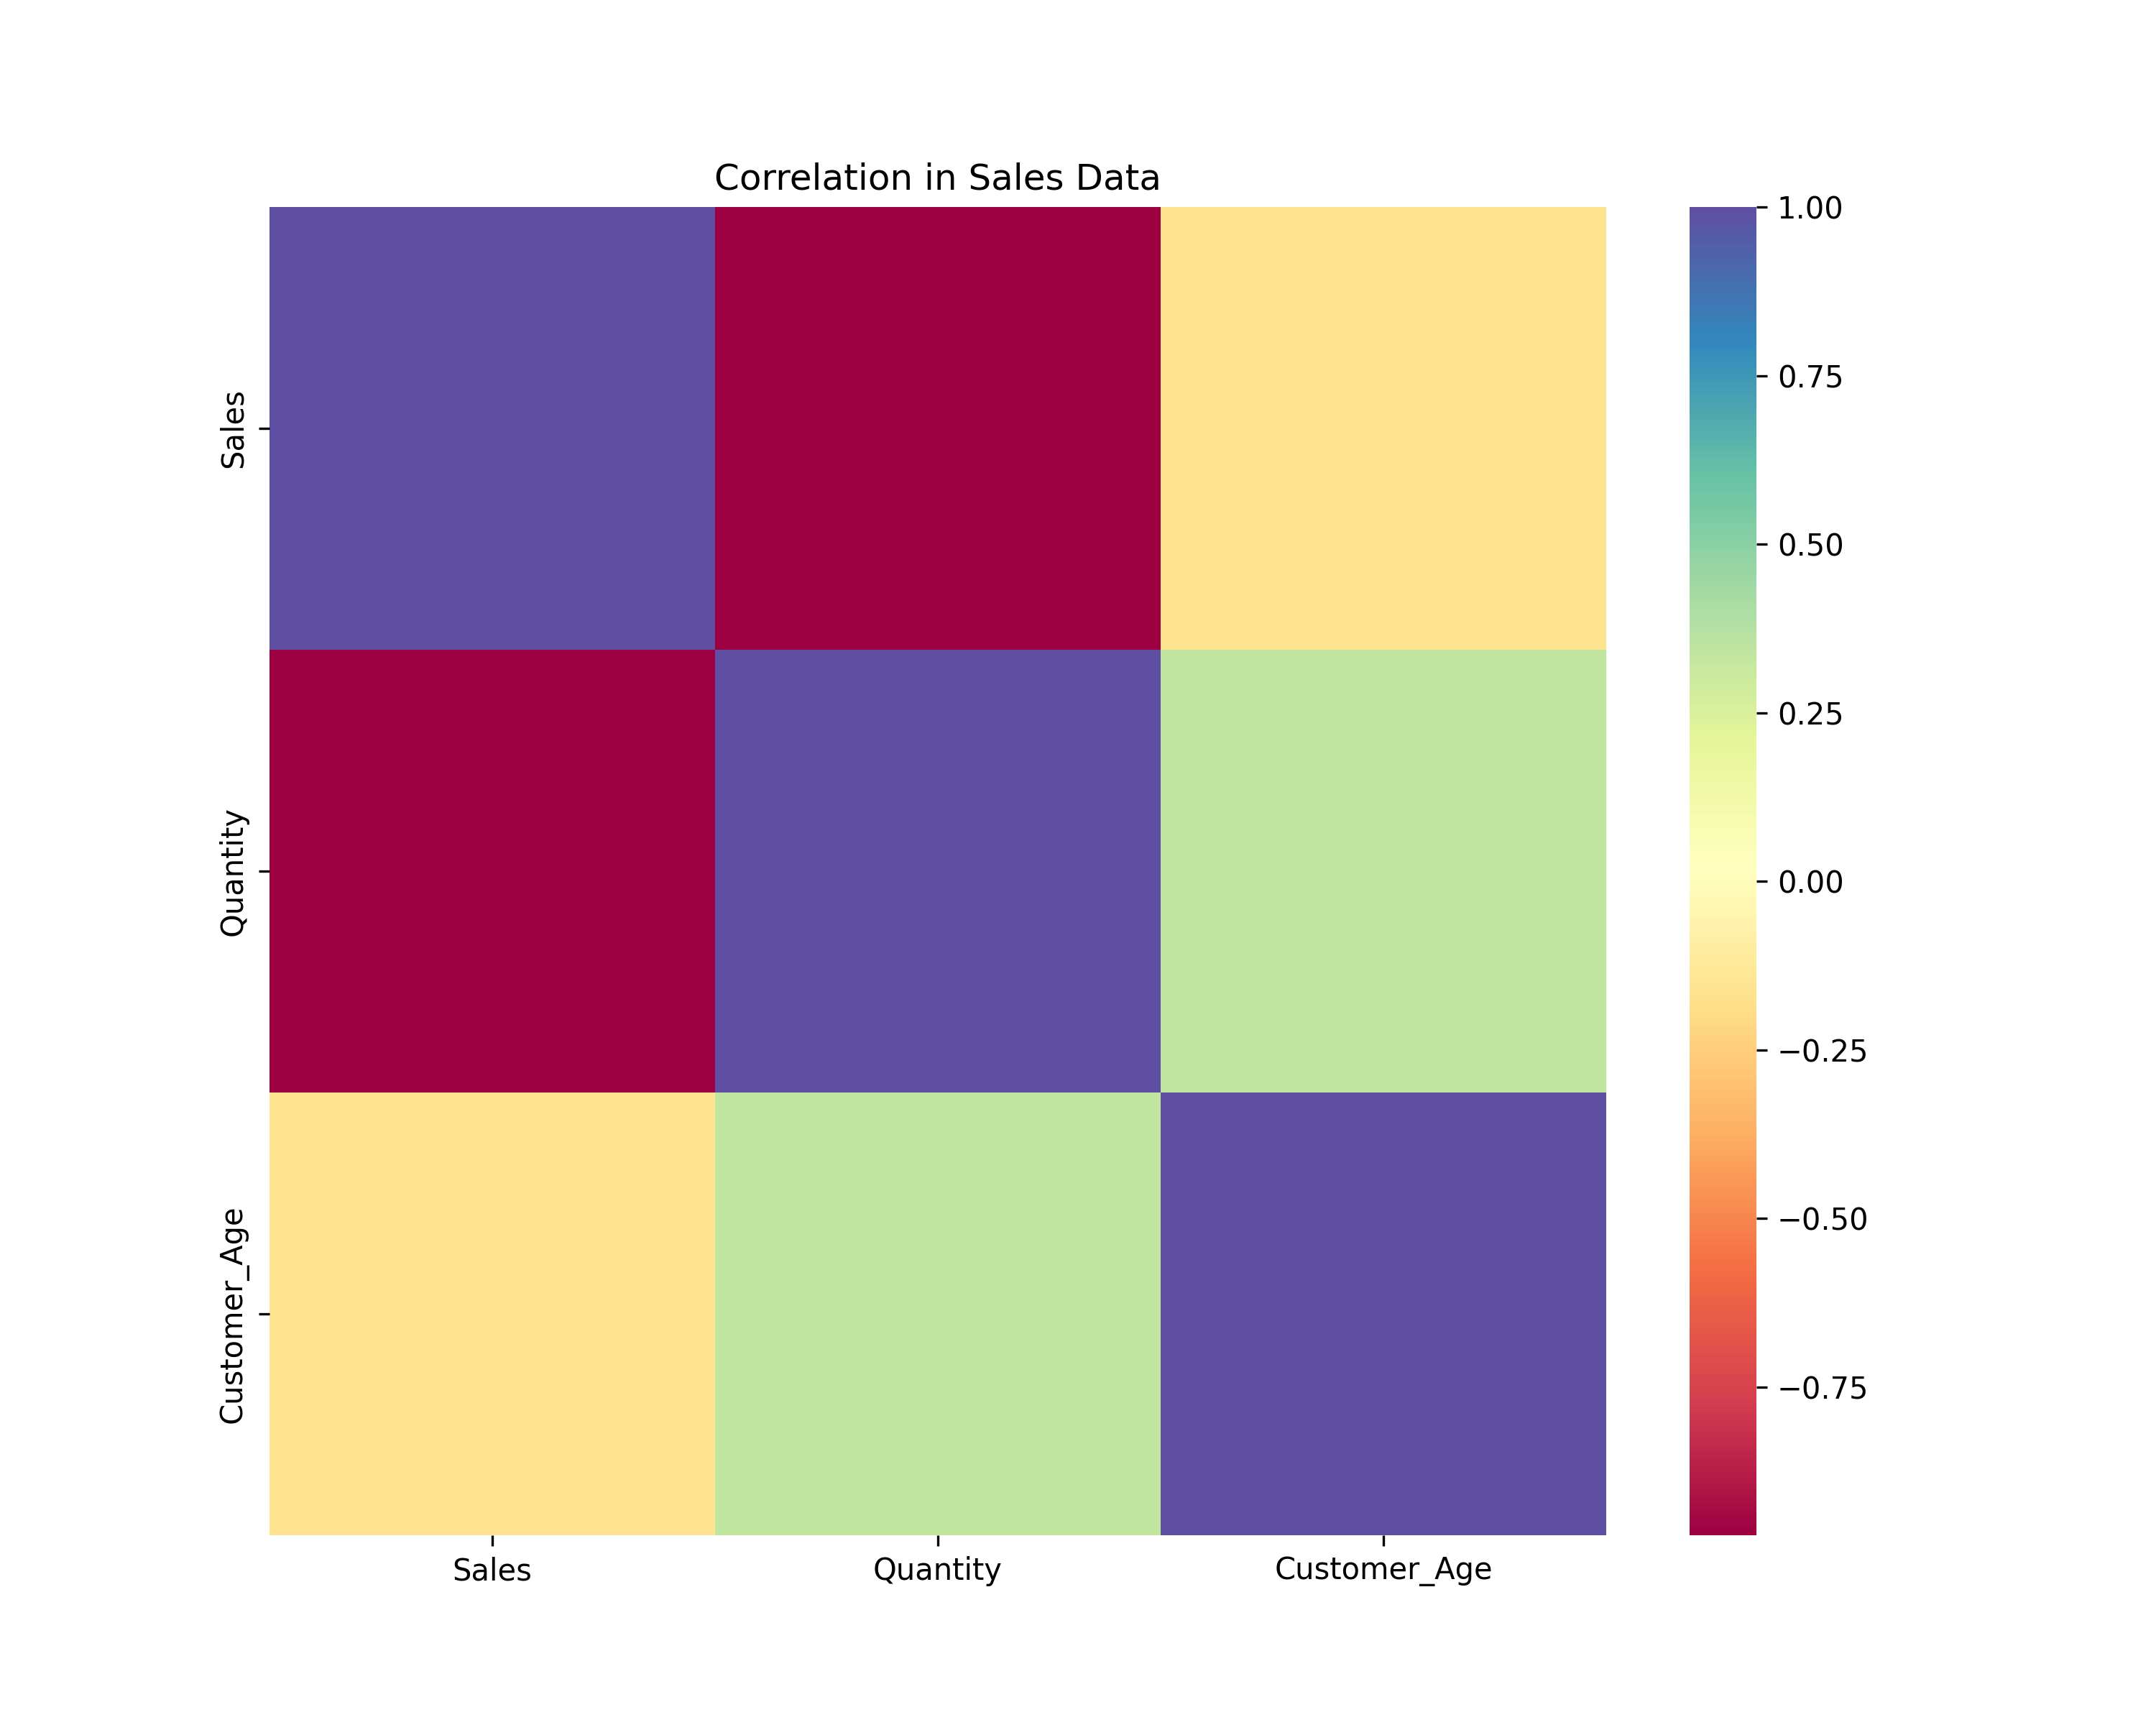 Correlation in Sales Data
Sales
Quantity
Customer_Age
Sales
Quantity
Customer_Age
1.00
0.75
0.50
0.25
0.00
−0.25
−0.50
−0.75